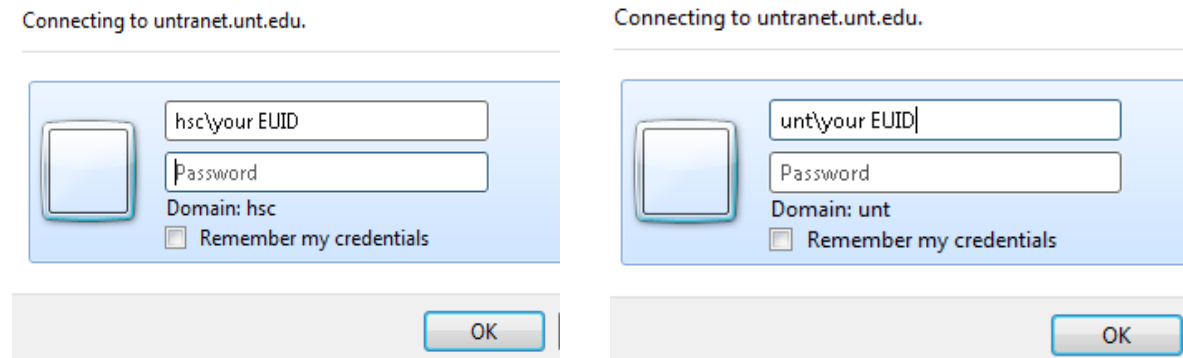 Connecting to untranet.unt.edu.
hsc\your EUID
Password
Domain: hsc
Remember my credentials
OK
Connecting to untranet.unt.edu.
unt\your EUID
Password
Domain: unt
Remember my credentials
OK